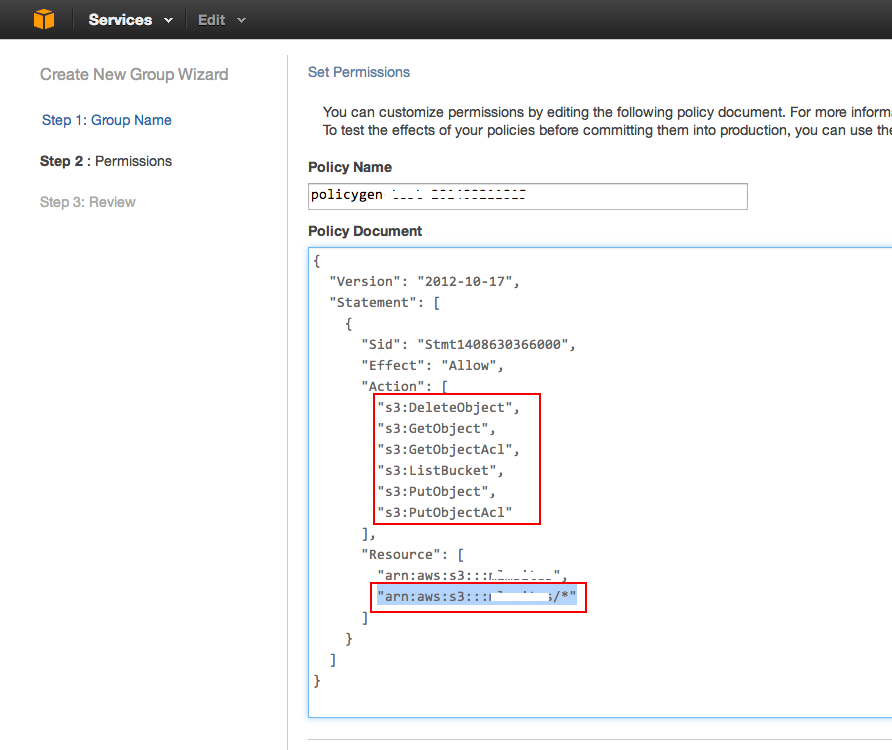 Services
Edit
Create New Group Wizard
Step 1: Group Name
Step 2 : Permissions
Step 3: Review
Set Permissions
You can customize permissions by editing the following policy document. For more
To test the effects of your policies before committing them into production, you can use the
Policy Name
policygen
Policy Document
{
"Version": "2012-10-17",
"Statement": [
{
"Sid": "Stmt1408630366000",
"Effect": "Allow",
"Action": [
"s3:DeleteObject",
"s3:GetObject",
"s3:GetObjectAcl",
"s3:ListBucket",
"s3:PutObject",
"s3:PutObjectAcl"
],
"Resource": [
"arn:aws:s3:::
"arn:aws:s3:::
]
}
]
}